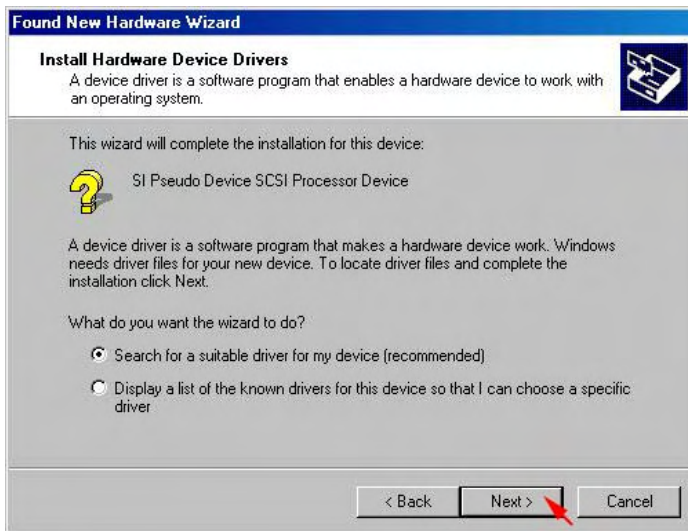 Found New Hardware Wizard
Install Hardware Device Drivers
A device driver is a software program that enables a hardware device to work with
an operating system.
This wizard will complete the installation for this device:
SI Pseudo Device SCSI Processor Device
A device driver is a software program that makes a hardware device work. Windows
needs driver files for your new device. To locate driver files and complete the
installation click Next.
What do you want the wizard to do?
Search for a suitable driver for my device (recommended)
Display a list of the known drivers for this device so that I can choose a specific
driver
< Back
Next >
Cancel